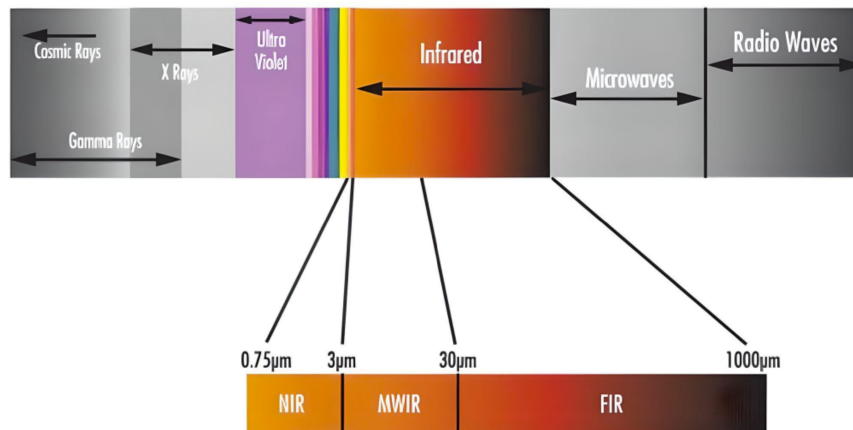 Cosmic Rays
X Rays
Gamma Rays
Ultra
Violet
Infrared
Microwaves
Radio Waves
0.75µm
3µm
30µm
1000µm
NIR
MWIR
FIR